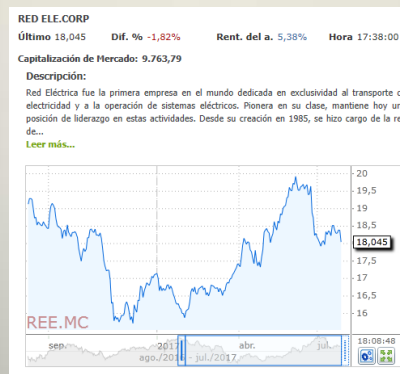 RED ELE.CORP
Último 18,045 Dif. % -1,82% Rent. del a. 5,38% Hora 17:38:00
Capitalización de Mercado: 9.763,79
Descripción:
Red Eléctrica fue la primera empresa en el mundo dedicada en exclusividad al transporte
electricidad y a la operación de sistemas eléctricos. Pionera en su clase, mantiene hoy
posición de liderazgo en estas actividades. Desde su creación en 1985, se hizo cargo de la
de...
Leer más...
20
19,5
19
18,5
18,045
17,5
17
16,5
16
REE.MC
sep. 2017 abr. jul.
ago./2016 - jul./2017
18:08:48